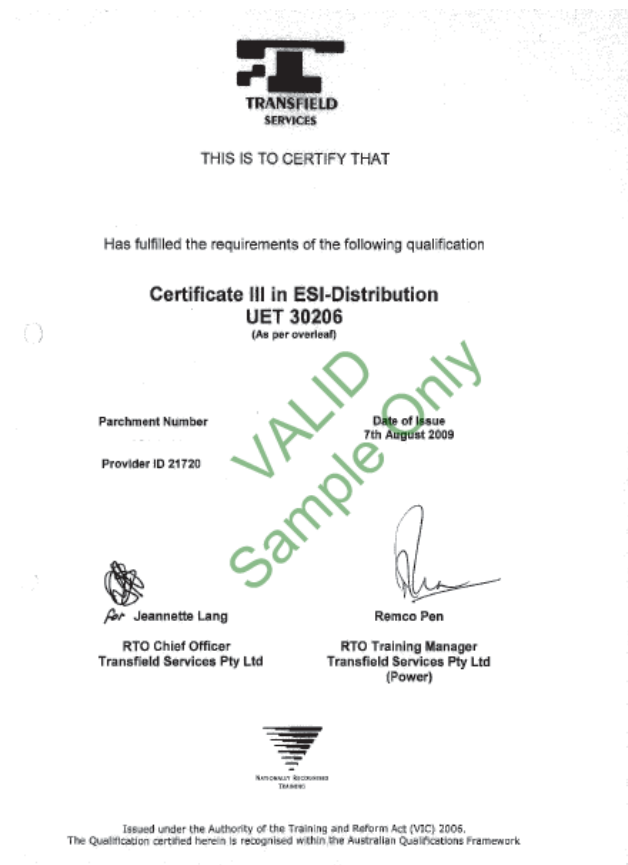 TRANSFIELD
SERVICES
THIS IS TO CERTIFY THAT
Has fulfilled the requirements of the following qualification
Certificate III in ESI-Distribution
UET 30206
(As per overleaf)
VALID
Sample Only
Parchment Number
Date of Issue
7th August 2009
Provider ID 21720
for Jeannette Lang
Remco Pen
RTO Chief Officer
Transfield Services Pty Ltd
RTO Training Manager
Transfield Services Pty Ltd
(Power)
NATIONALLY RECOGNISED
TRAINING
Issued under the Authority of the Training and Reform Act (VIC) 2006.
The Qualification certified herein is recognised within the Australian Qualifications Framework